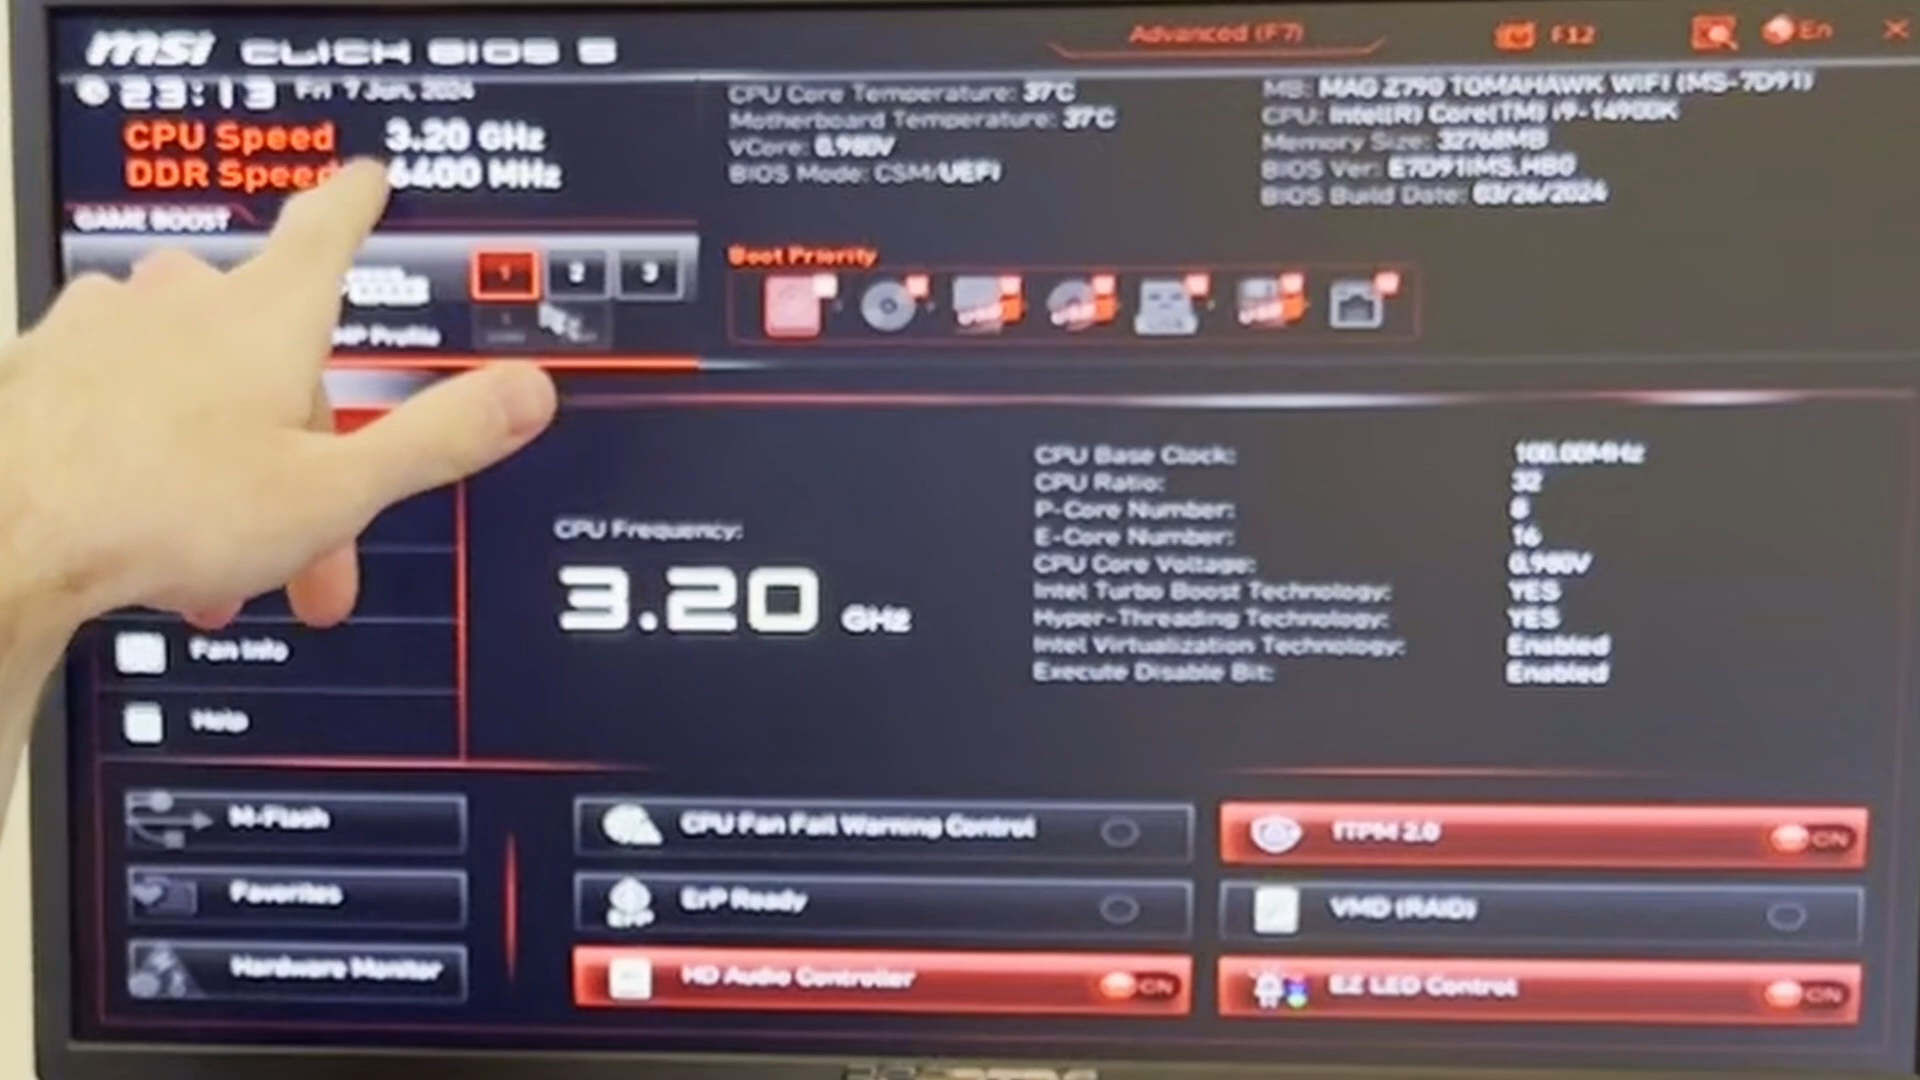 msi CLICK BIOS 5
Advanced (F7)
F12
En
X
23:13 Fri 7 Jun, 2024
CPU Speed 3.20 GHz
DDR Speed 6400 MHz
CPU Core Temperature: 37°C
Motherboard Temperature: 37°C
VCore: 0.980V
BIOS Mode: CSM/UEFI
MB: MAG Z790 TOMAHAWK WIFI (MS-7D91)
CPU: Intel(R) Core(TM) i9-14900K
Memory Size: 32768MB
BIOS Ver: E7D91IMS.HB0
BIOS Build Date: 03/26/2024
GAME BOOST
1 2 3
Profile
Boot Priority
USB
USB
USB
CPU Frequency:
3.20 GHz
CPU Base Clock: 100.00MHz
CPU Ratio: 32
P-Core Number: 8
E-Core Number: 16
CPU Core Voltage: 0.980V
Intel Turbo Boost Technology: YES
Hyper-Threading Technology: YES
Intel Virtualization Technology: Enabled
Execute Disable Bit: Enabled
Fan Info
Help
M-Flash
Favorites
Hardware Monitor
CPU Fan Fail Warning Control
ErP Ready
ErP
HD Audio Controller ON
fTPM 2.0 ON
VMD (RAID)
EZ LED Control ON